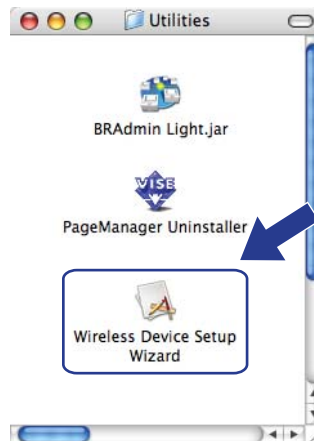 Utilities
BRAdmin Light.jar
VISE
PageManager Uninstaller
Wireless Device Setup
Wizard